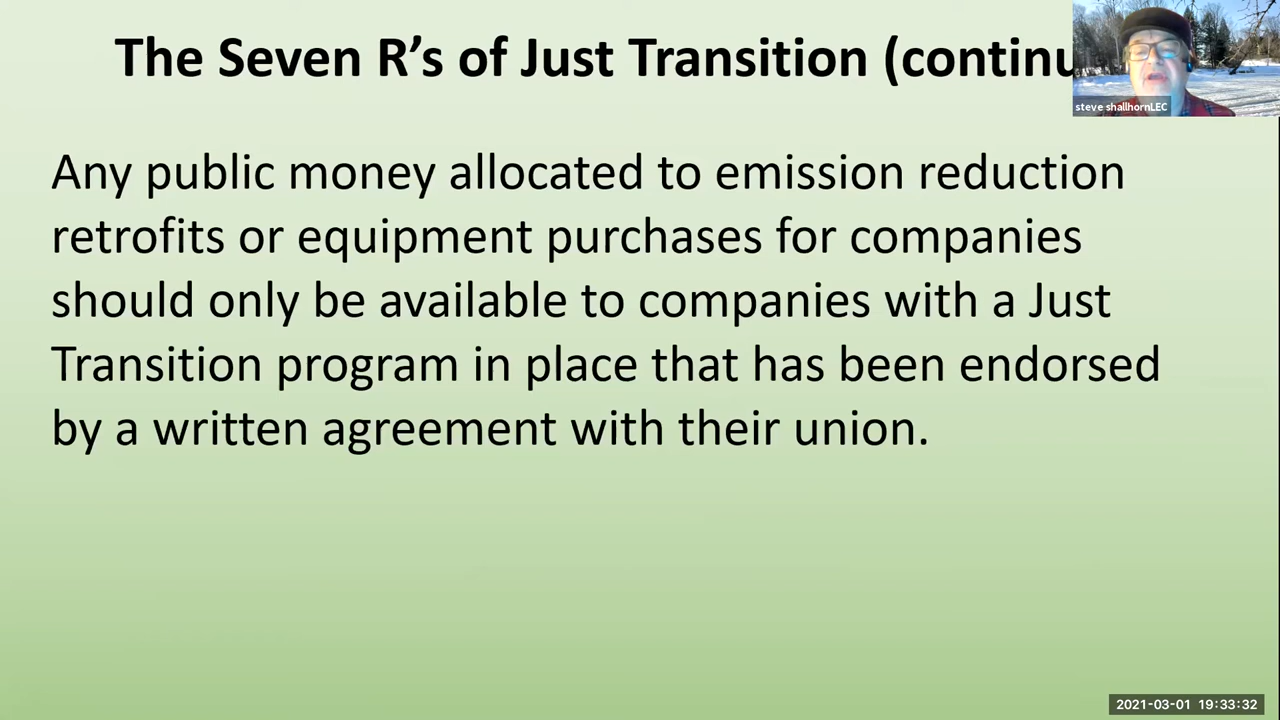 The Seven R’s of Just Transition (continu
steve shallhornLEC
Any public money allocated to emission reduction
retrofits or equipment purchases for companies
should only be available to companies with a Just
Transition program in place that has been endorsed
by a written agreement with their union.
2021-03-01 19:33:32